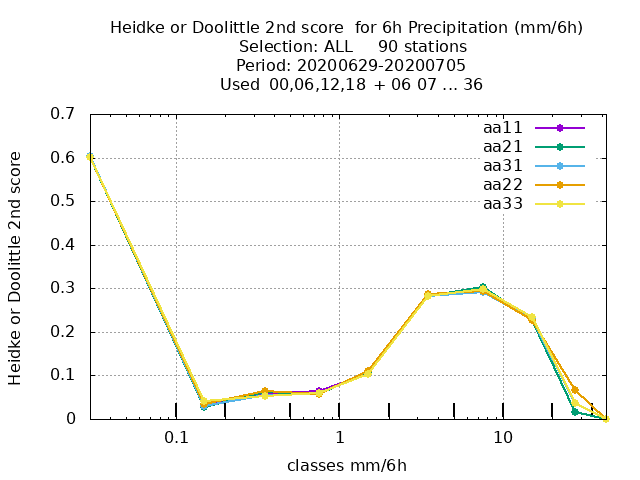 Heidke or Doolittle 2nd score  for 6h Precipitation (mm/6h)
Selection: ALL     90 stations
Period: 20200629-20200705
Used  00,06,12,18  + 06 07 ... 36
Heidke or Doolittle 2nd score
0.7
0.6
0.5
0.4
0.3
0.2
0.1
0
aa11
aa21
aa31
aa22
aa33
0.1
1
10
classes mm/6h